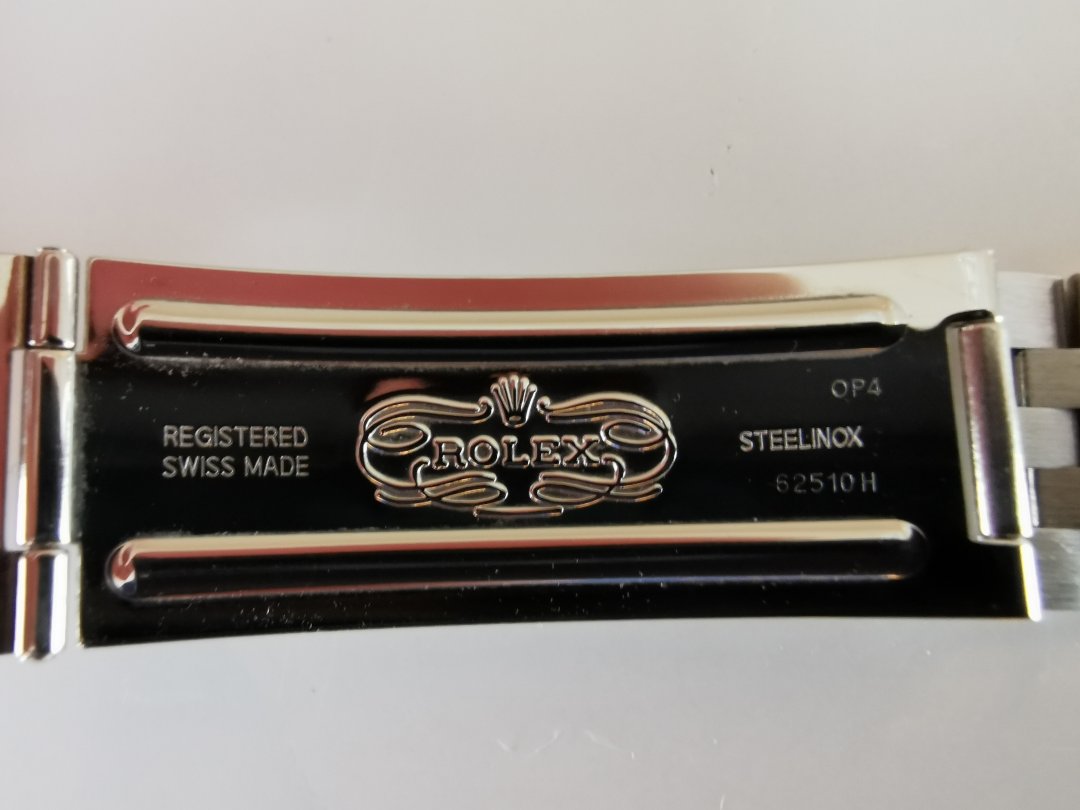 REGISTERED
SWISS MADE
ROLEX
OP4
STEELINOX
62510H